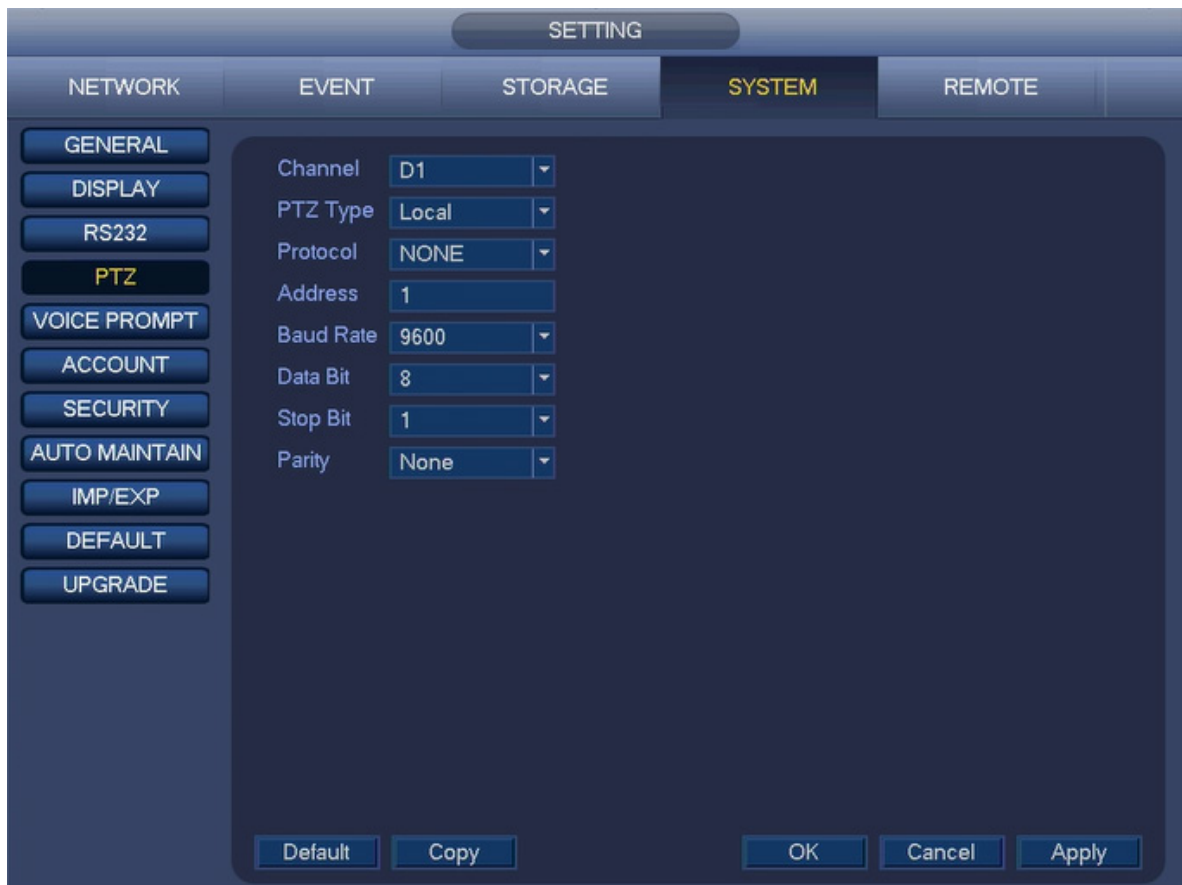 SETTING
NETWORK EVENT STORAGE SYSTEM REMOTE
GENERAL
DISPLAY
RS232
PTZ
VOICE PROMPT
ACCOUNT
SECURITY
AUTO MAINTAIN
IMP/EXP
DEFAULT
UPGRADE
Channel D1
PTZ Type Local
Protocol NONE
Address 1
Baud Rate 9600
Data Bit 8
Stop Bit 1
Parity None
Default Copy OK Cancel Apply